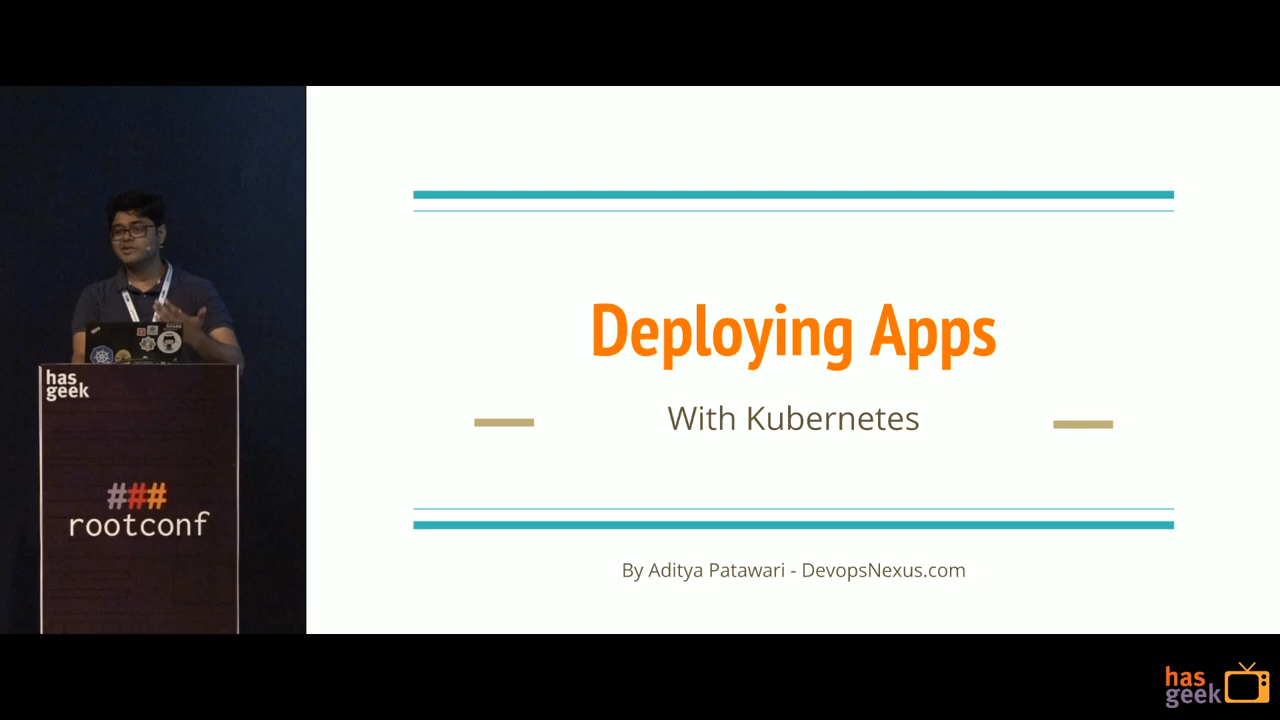 has
geek
###
rootconf
Deploying Apps
With Kubernetes
By Aditya Patawari - DevopsNexus.com
has
geek